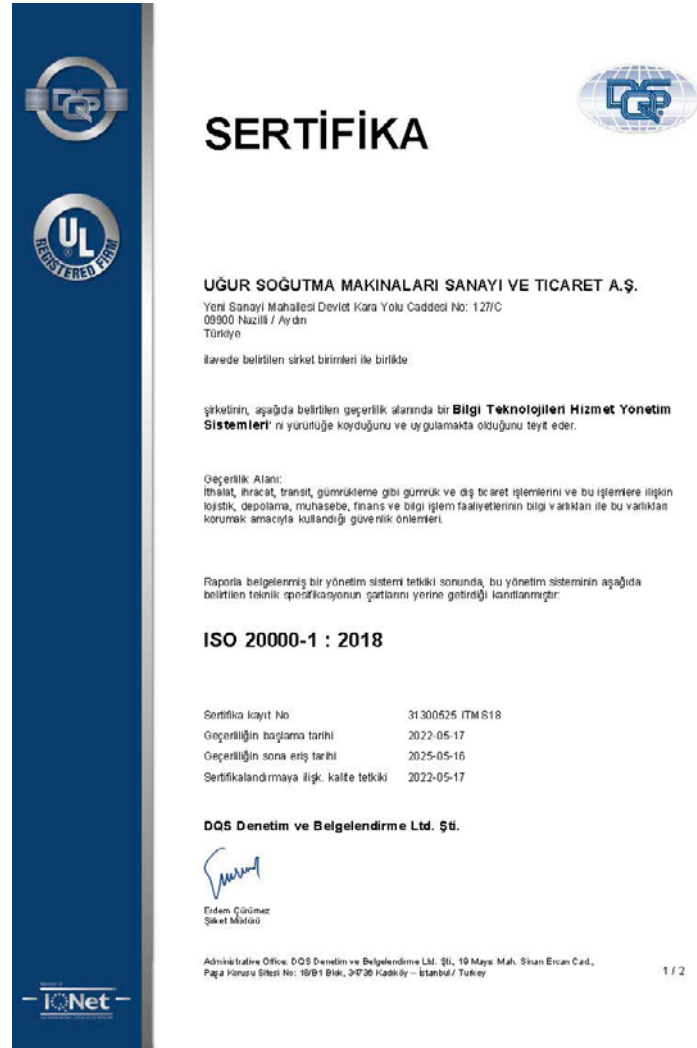 DQS
DQS
SERTİFİKA
UL
®
REGISTERED FIRM
UĞUR SOĞUTMA MAKINALARI SANAYI VE TICARET A.Ş.
Yeni Sanayi Mahallesi Devlet Kara Yolu Caddesi No: 127/C
09900 Nazilli / Aydın
Türkiye
ilavede belirtilen sirket birimleri ile birlikte
şirketinin, aşağıda belirtilen geçerlilik alanında bir Bilgi Teknolojileri Hizmet Yönetim
Sistemleri' ni yürürlüğe koyduğunu ve uygulamakta olduğunu teyit eder.
Geçerlilik Alanı:
İthalat, ihracat, transit, gümrükleme gibi gümrük ve dış ticaret işlemlerini ve bu işlemlere ilişkin
lojistik, depolama, muhasebe, finans ve bilgi işlem faaliyetlerinin bilgi varlıkları ile bu varlıkları
korumak amacıyla kullandığı güvenlik önlemleri.
Raporla belgelenmiş bir yönetim sistemi tetkiki sonunda, bu yönetim sisteminin aşağıda
belirtilen teknik spesifikasyonun şartlarını yerine getirdiği kanıtlanmıştır:
ISO 20000-1 : 2018
Sertifika kayıt No 31300525 ITMS18
Geçerliliğin başlama tarihi 2022-05-17
Geçerliliğin sona eriş tarihi 2025-05-16
Sertifikalandırmaya ilişk. kalite tetkiki 2022-05-17
DQS Denetim ve Belgelendirme Ltd. Şti.
Erdem Çürümez
Şirket Müdürü
Administrative Office: DQS Denetim ve Belgelendirme Ltd. Şti., 19 Mayıs Mah. Sinan Ercan Cad.,
Paşa Korusu Sitesi No: 18/B1 Blok, 34736 Kadıköy – İstanbul / Turkey
1 / 2
IQNet